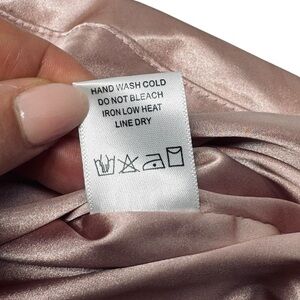 HAND WASH COLD
DO NOT BLEACH
IRON LOW HEAT
LINE DRY